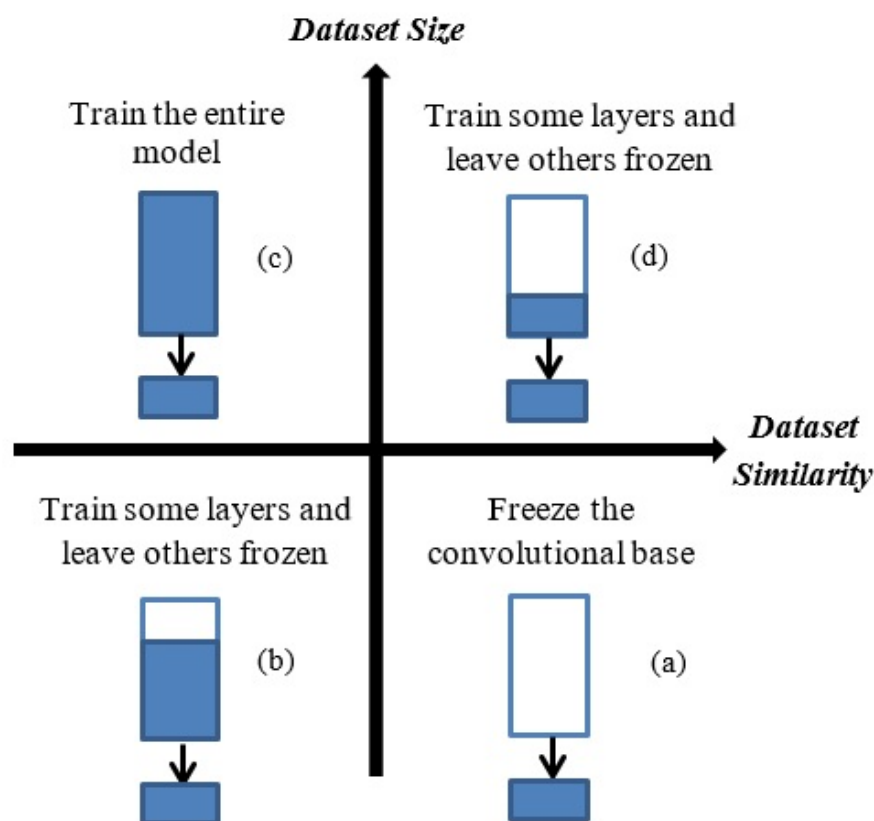 Dataset Size
Train the entire
model
(c)
Train some layers and
leave others frozen
(d)
Dataset
Similarity
Train some layers and
leave others frozen
(b)
Freeze the
convolutional base
(a)